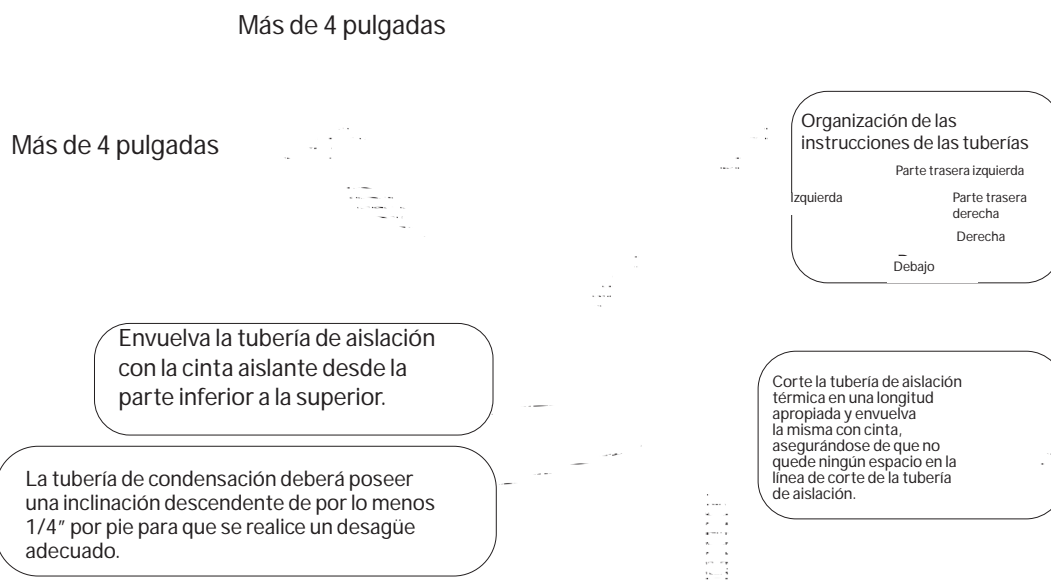 Más de 4 pulgadas
Más de 4 pulgadas
Organización de las
instrucciones de las tuberías
Parte trasera izquierda
Izquierda
Parte trasera
derecha
Derecha
Debajo
Envuelva la tubería de aislación
con la cinta aislante desde la
parte inferior a la superior.
Corte la tubería de aislación
térmica en una longitud
apropiada y envuelva
la misma con cinta,
asegurándose de que no
quede ningún espacio en la
línea de corte de la tubería
de aislación.
La tubería de condensación deberá poseer
una inclinación descendente de por lo menos
1/4" por pie para que se realice un desagüe
adecuado.